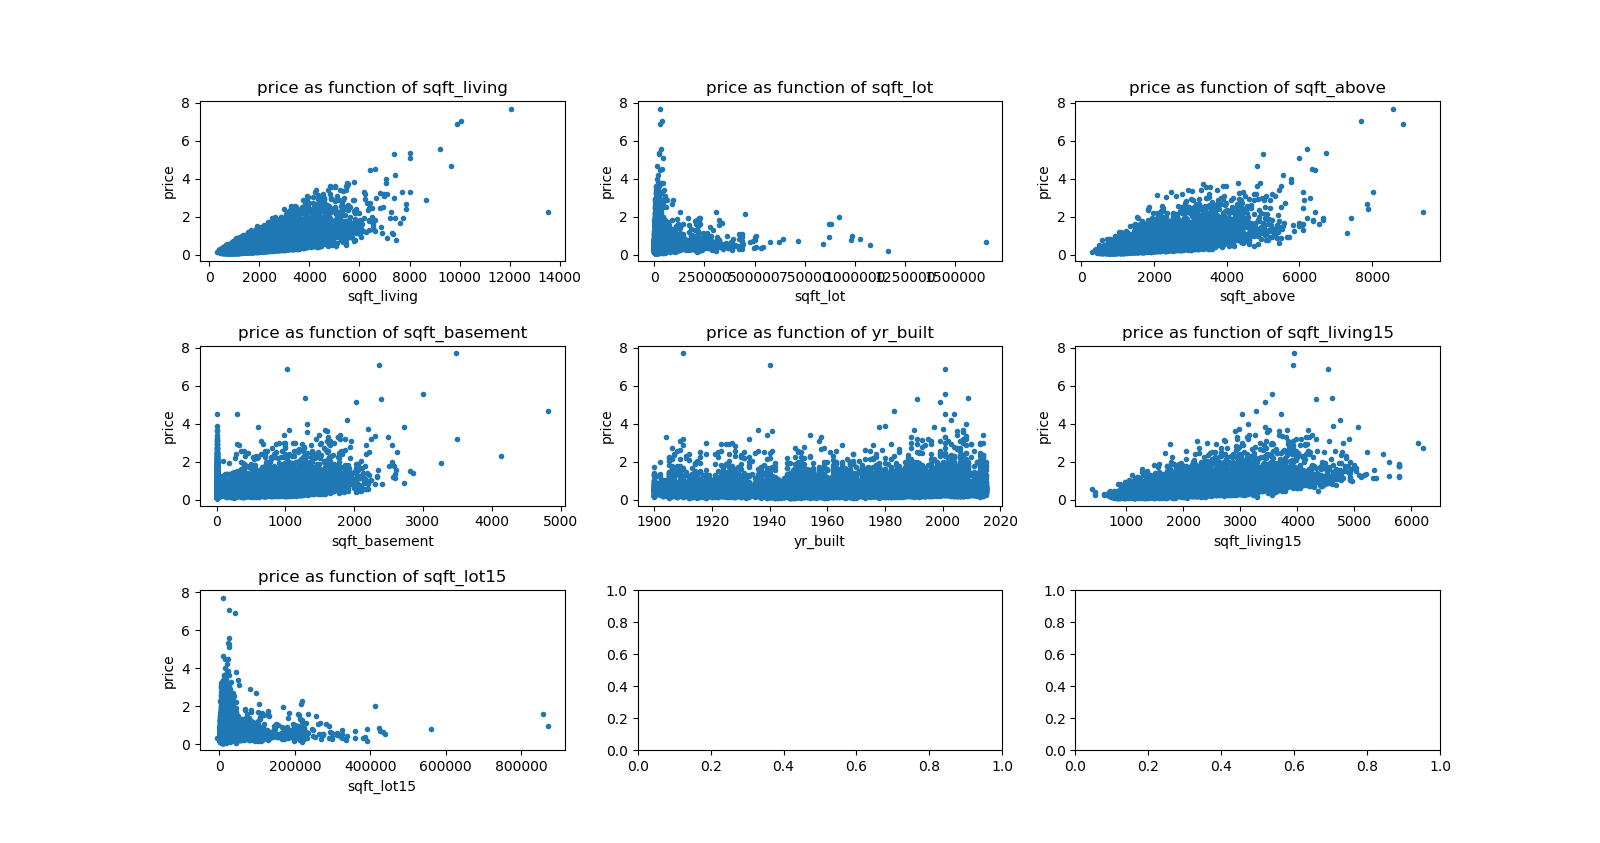 price as function of sqft_living
price as function of sqft_lot
price as function of sqft_above
8
6
4
2
0
price
0 2000 4000 6000 8000 10000 12000 14000
sqft_living
8
6
4
2
0
price
0 250000 500000 750000 1000000 1250000 1500000
sqft_lot
8
6
4
2
0
price
0 2000 4000 6000 8000
sqft_above
price as function of sqft_basement
price as function of yr_built
price as function of sqft_living15
8
6
4
2
0
price
0 1000 2000 3000 4000 5000
sqft_basement
8
6
4
2
0
price
1900 1920 1940 1960 1980 2000 2020
yr_built
8
6
4
2
0
price
1000 2000 3000 4000 5000 6000
sqft_living15
price as function of sqft_lot15
8
6
4
2
0
price
0 200000 400000 600000 800000
sqft_lot15
1.0
0.8
0.6
0.4
0.2
0.0
0.0 0.2 0.4 0.6 0.8 1.0
1.0
0.8
0.6
0.4
0.2
0.0
0.0 0.2 0.4 0.6 0.8 1.0